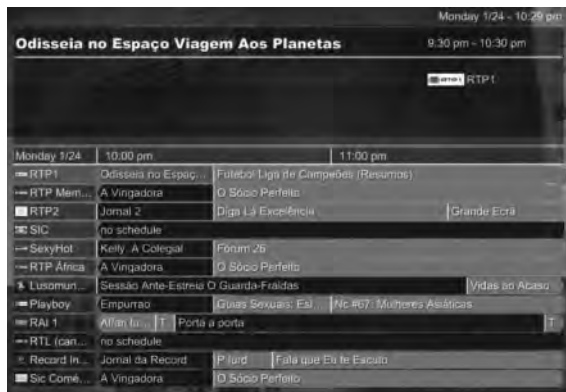 Monday 1/24 - 10:29 pm
Odisseia no Espaço Viagem Aos Planetas 9:30 pm - 10:30 pm
RTP1
Monday 1/24 10:00 pm 11:00 pm
RTP1 Odisseia no Espaç... Futebol Liga de Campeões (Resumos)
RTP Mem... A Vingadora O Sócio Perfeito
RTP2 Jornal 2 Diga Lá Excelência Grande Ecrã
SIC no schedule
SexyHot Kelly, A Colegial Forum 26
RTP África A Vingadora O Sócio Perfeito
Lusomun... Sessão Ante-Estreia O Guarda-Fraldas Vidas ao Acaso
Playboy Empurrao Guias Sexuais: Esl... Nc #67: Mulheres Asiáticas
RAI 1 T Porta a porta T
RTL (can... no schedule
Record In... Jornal da Record Fala que Eu te Escuto
Sic Comé... A Vingadora O Sócio Perfeito